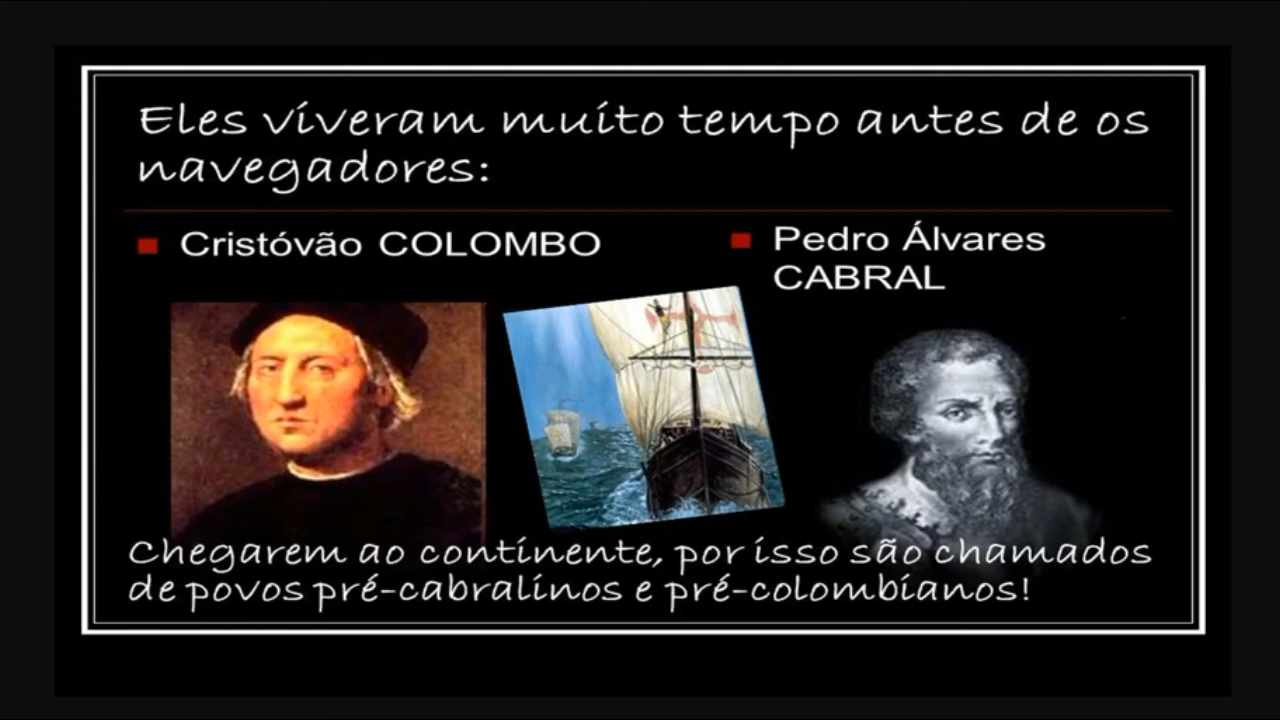 Eles viveram muito tempo antes de os
navegadores:
Cristóvão COLOMBO
Pedro Álvares
CABRAL
Chegarem ao continente, por isso são chamados
de povos pré-cabralinos e pré-colombianos!